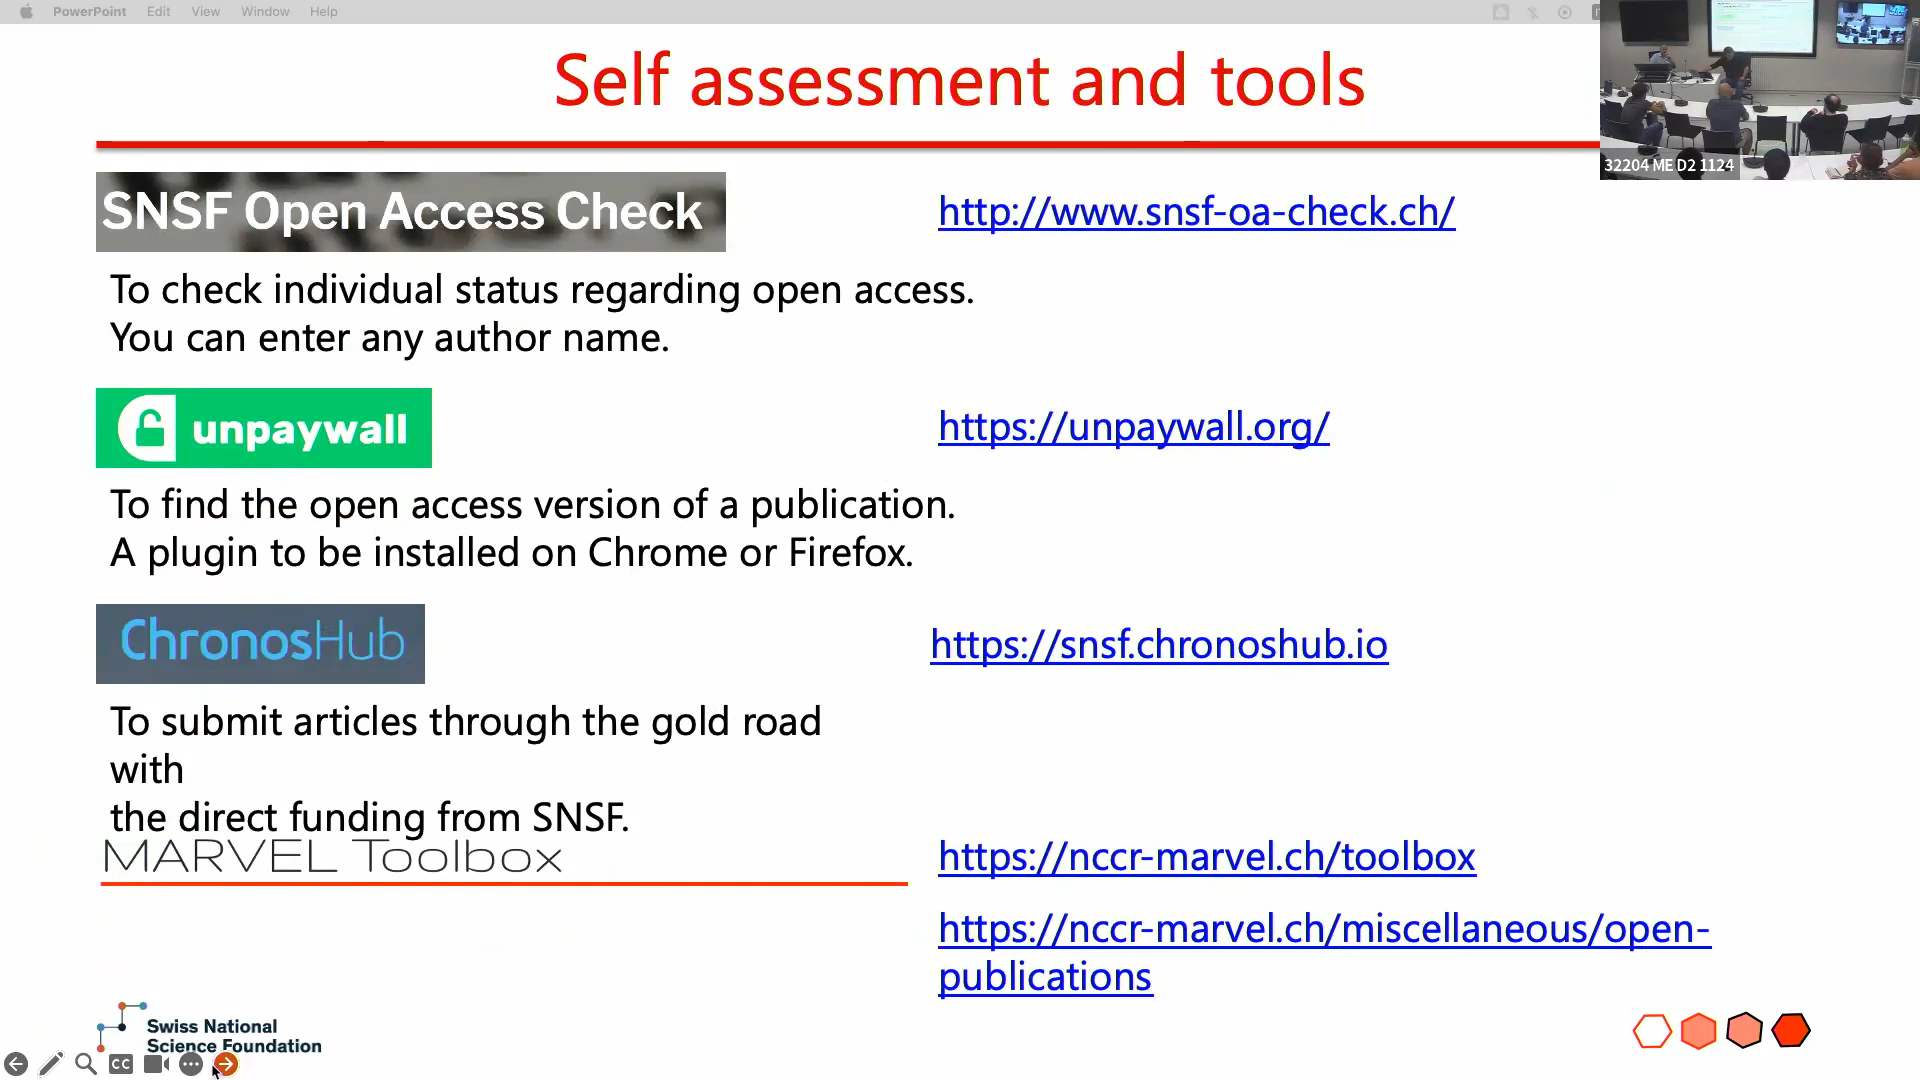 PowerPoint Edit View Window Help
Self assessment and tools
32204 ME D2 1124
SNSF Open Access Check
http://www.snsf-oa-check.ch/
To check individual status regarding open access.
You can enter any author name.
unpaywall
https://unpaywall.org/
To find the open access version of a publication.
A plugin to be installed on Chrome or Firefox.
ChronosHub
https://snsf.chronoshub.io
To submit articles through the gold road
with
the direct funding from SNSF.
MARVEL Toolbox
https://nccr-marvel.ch/toolbox
https://nccr-marvel.ch/miscellaneous/open-
publications
Swiss National
Science Foundation
CC